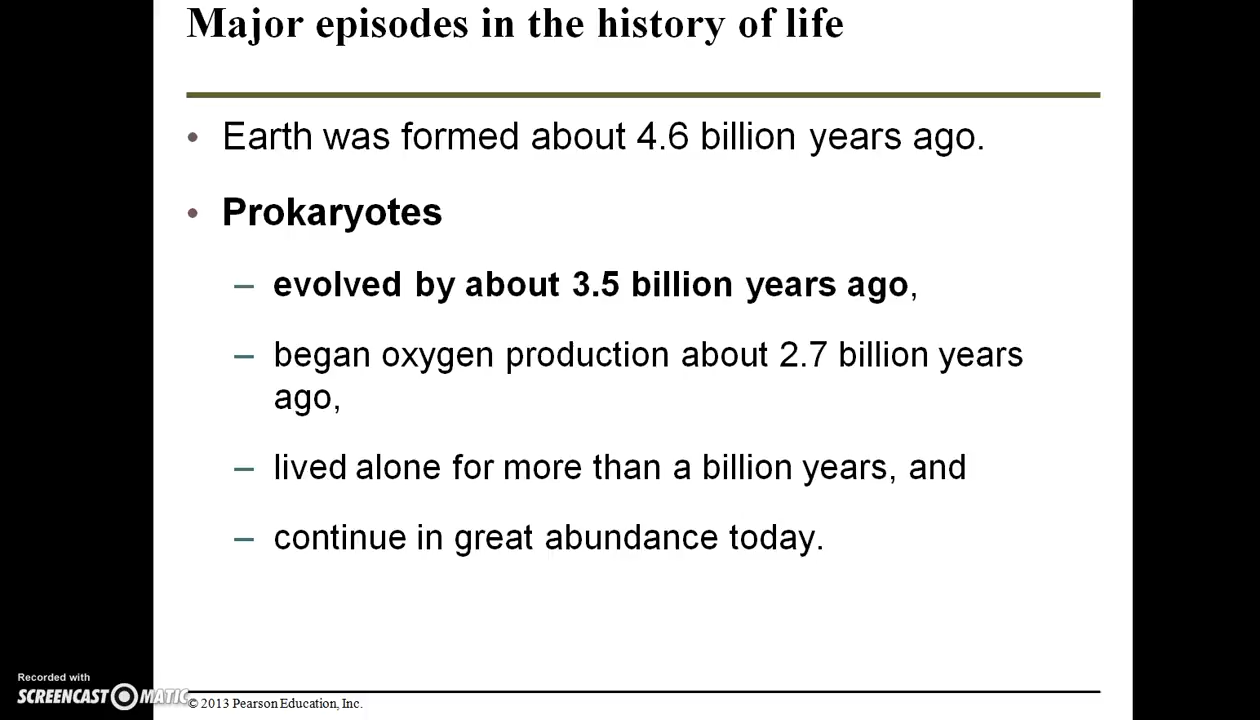 Major episodes in the history of life
• Earth was formed about 4.6 billion years ago.
• Prokaryotes
– evolved by about 3.5 billion years ago,
– began oxygen production about 2.7 billion years
ago,
– lived alone for more than a billion years, and
– continue in great abundance today.
Recorded with
SCREENCAST MATIC
© 2013 Pearson Education, Inc.